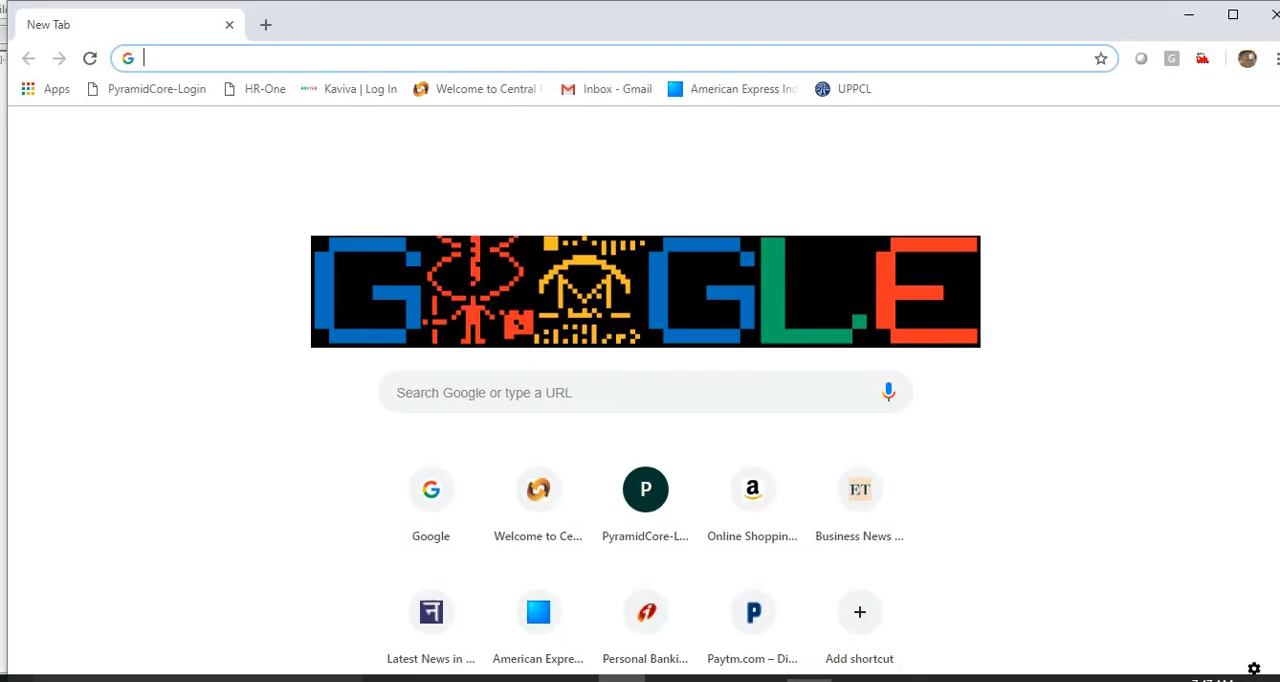 New Tab
Apps PyramidCore-Login HR-One Kaviva | Log In Welcome to Central Inbox - Gmail American Express UPPCL
G GLE
Search Google or type a URL
Google Welcome to Ce... PyramidCore-L... Online Shoppin... Business News ...
P a ET
न P
Latest News in ... American Expre... Personal Banki... Paytm.com – Di... Add shortcut